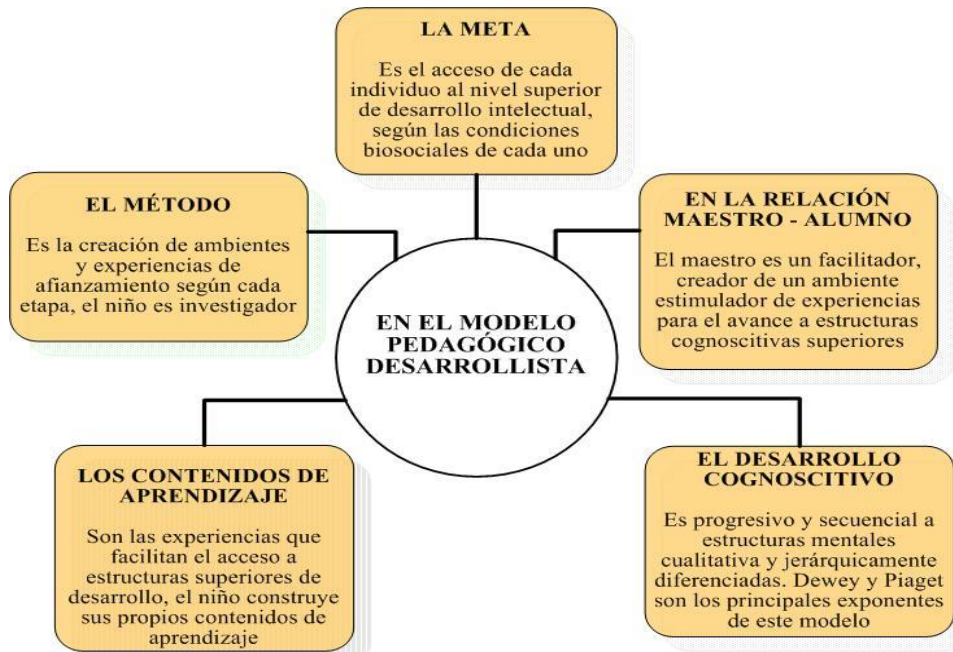 LA META
Es el acceso de cada
individuo al nivel superior
de desarrollo intelectual,
según las condiciones
biosociales de cada uno
EL MÉTODO
Es la creación de ambientes
y experiencias de
afianzamiento según cada
etapa, el niño es investigador
EN LA RELACIÓN
MAESTRO - ALUMNO
El maestro es un facilitador,
creador de un ambiente
estimulador de experiencias
para el avance a estructuras
cognoscitivas superiores
EN EL MODELO
PEDAGÓGICO
DESARROLLISTA
LOS CONTENIDOS DE
APRENDIZAJE
Son las experiencias que
facilitan el acceso a
estructuras superiores de
desarrollo, el niño construye
sus propios contenidos de
aprendizaje
EL DESARROLLO
COGNOSCITIVO
Es progresivo y secuencial a
estructuras mentales
cualitativa y jerárquicamente
diferenciadas. Dewey y Piaget
son los principales exponentes
de este modelo